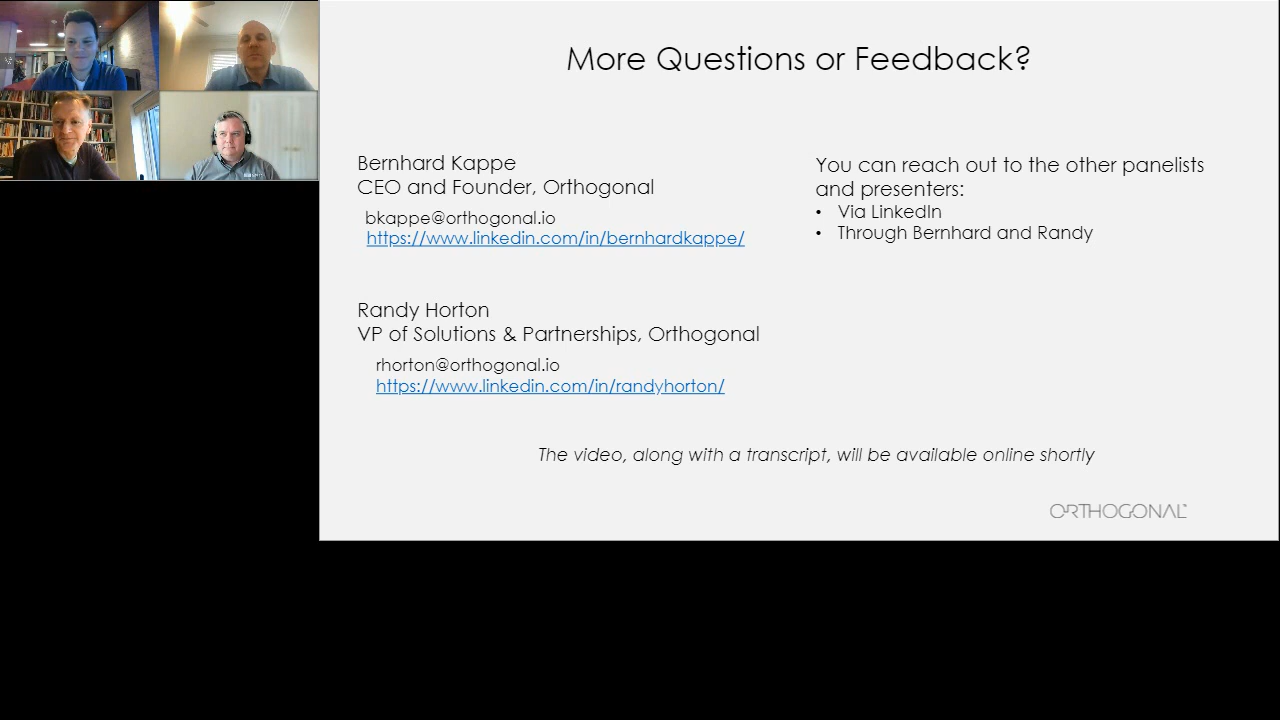 More Questions or Feedback?
Bernhard Kappe
CEO and Founder, Orthogonal
bkappe@orthogonal.io
https://www.linkedin.com/in/bernhardkappe/
Randy Horton
VP of Solutions & Partnerships, Orthogonal
rhorton@orthogonal.io
https://www.linkedin.com/in/randyhorton/
You can reach out to the other panelists
and presenters:
• Via LinkedIn
• Through Bernhard and Randy
The video, along with a transcript, will be available online shortly
ORTHOGONAL